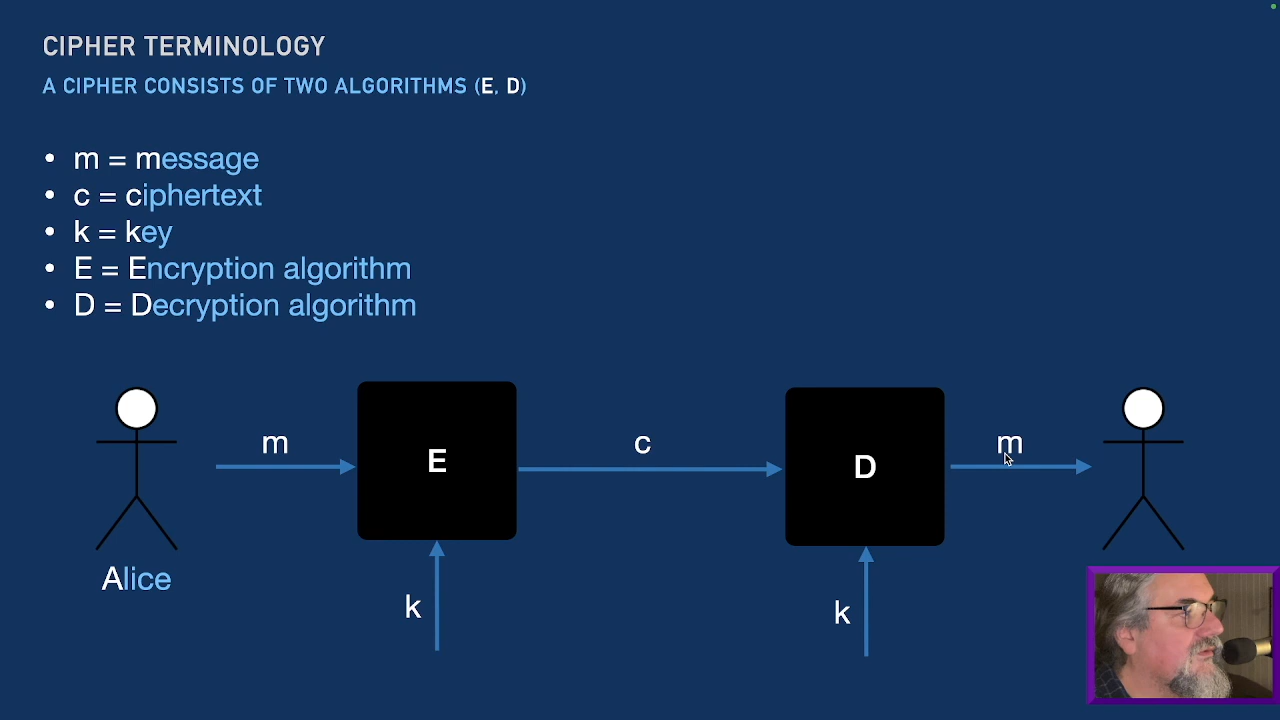 CIPHER TERMINOLOGY
A CIPHER CONSISTS OF TWO ALGORITHMS (E, D)
• m = message
• c = ciphertext
• k = key
• E = Encryption algorithm
• D = Decryption algorithm
m
E
c
D
m
Alice
k
k